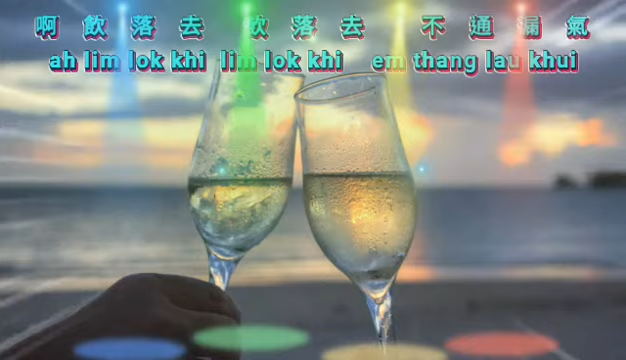 啊 飲 落 去 飲 落 去 不 通 漏 氣
ah lim lok khi lim lok khi em thang lau khui